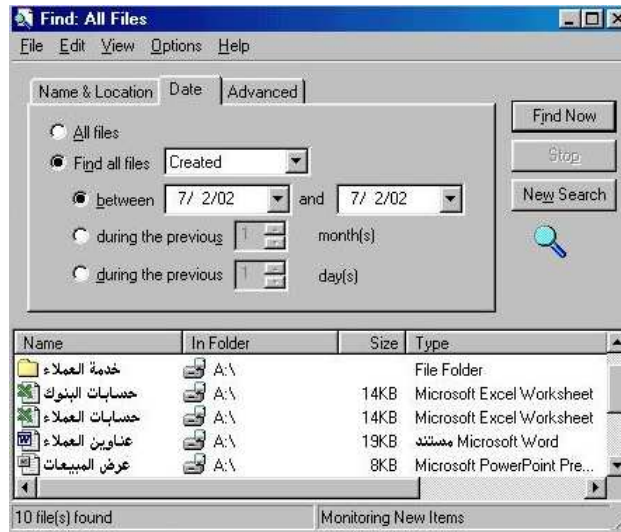 Find: All Files
File Edit View Options Help
Name & Location Date Advanced
All files
Find all files Created
between 7/ 2/02 and 7/ 2/02
during the previous 1 month(s)
during the previous 1 day(s)
Find Now
Stop
New Search
Name In Folder Size Type
خدمة العملاء A:\ File Folder
حسابات البنوك A:\ 14KB Microsoft Excel Worksheet
حسابات العملاء A:\ 14KB Microsoft Excel Worksheet
عناوين العملاء A:\ 19KB مستند Microsoft Word
عرض المبيعات A:\ 8KB Microsoft PowerPoint Pre...
10 file(s) found Monitoring New Items